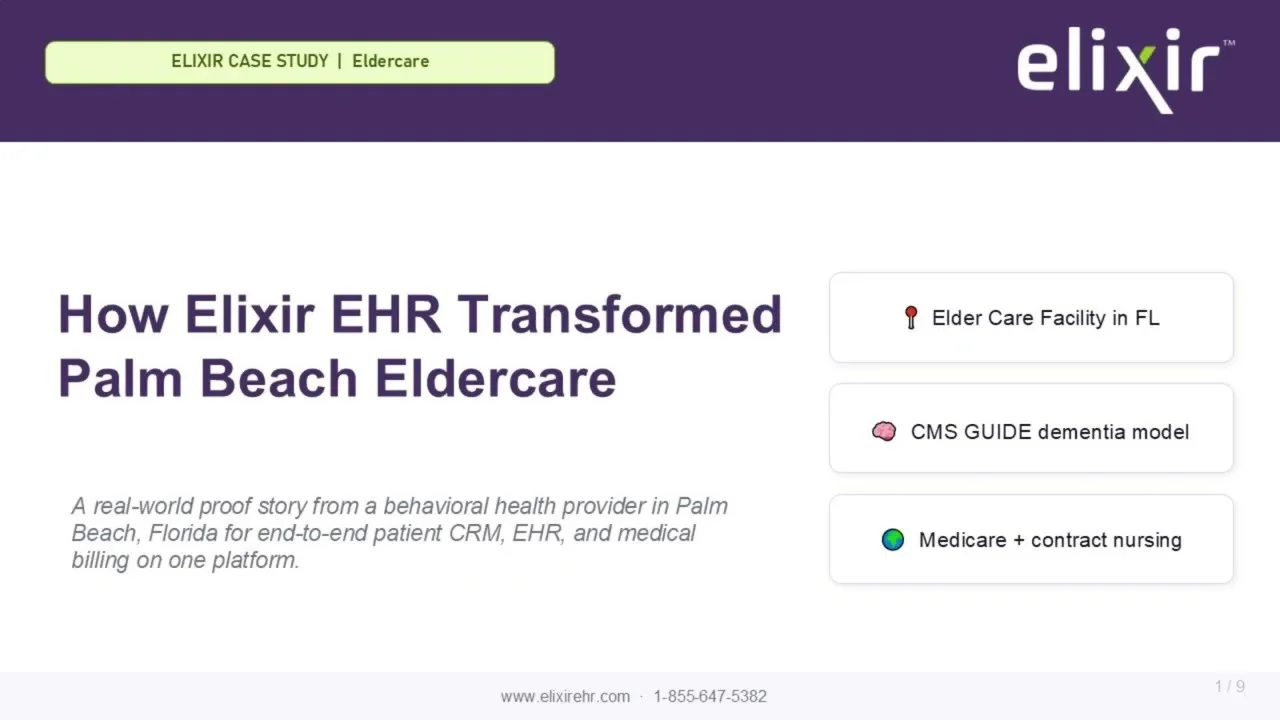 ELIXIR CASE STUDY | Eldercare
elixir™
How Elixir EHR Transformed
Palm Beach Eldercare
A real-world proof story from a behavioral health provider in Palm
Beach, Florida for end-to-end patient CRM, EHR, and medical
billing on one platform.
Elder Care Facility in FL
CMS GUIDE dementia model
Medicare + contract nursing
www.elixirehr.com · 1-855-647-5382
1 / 9